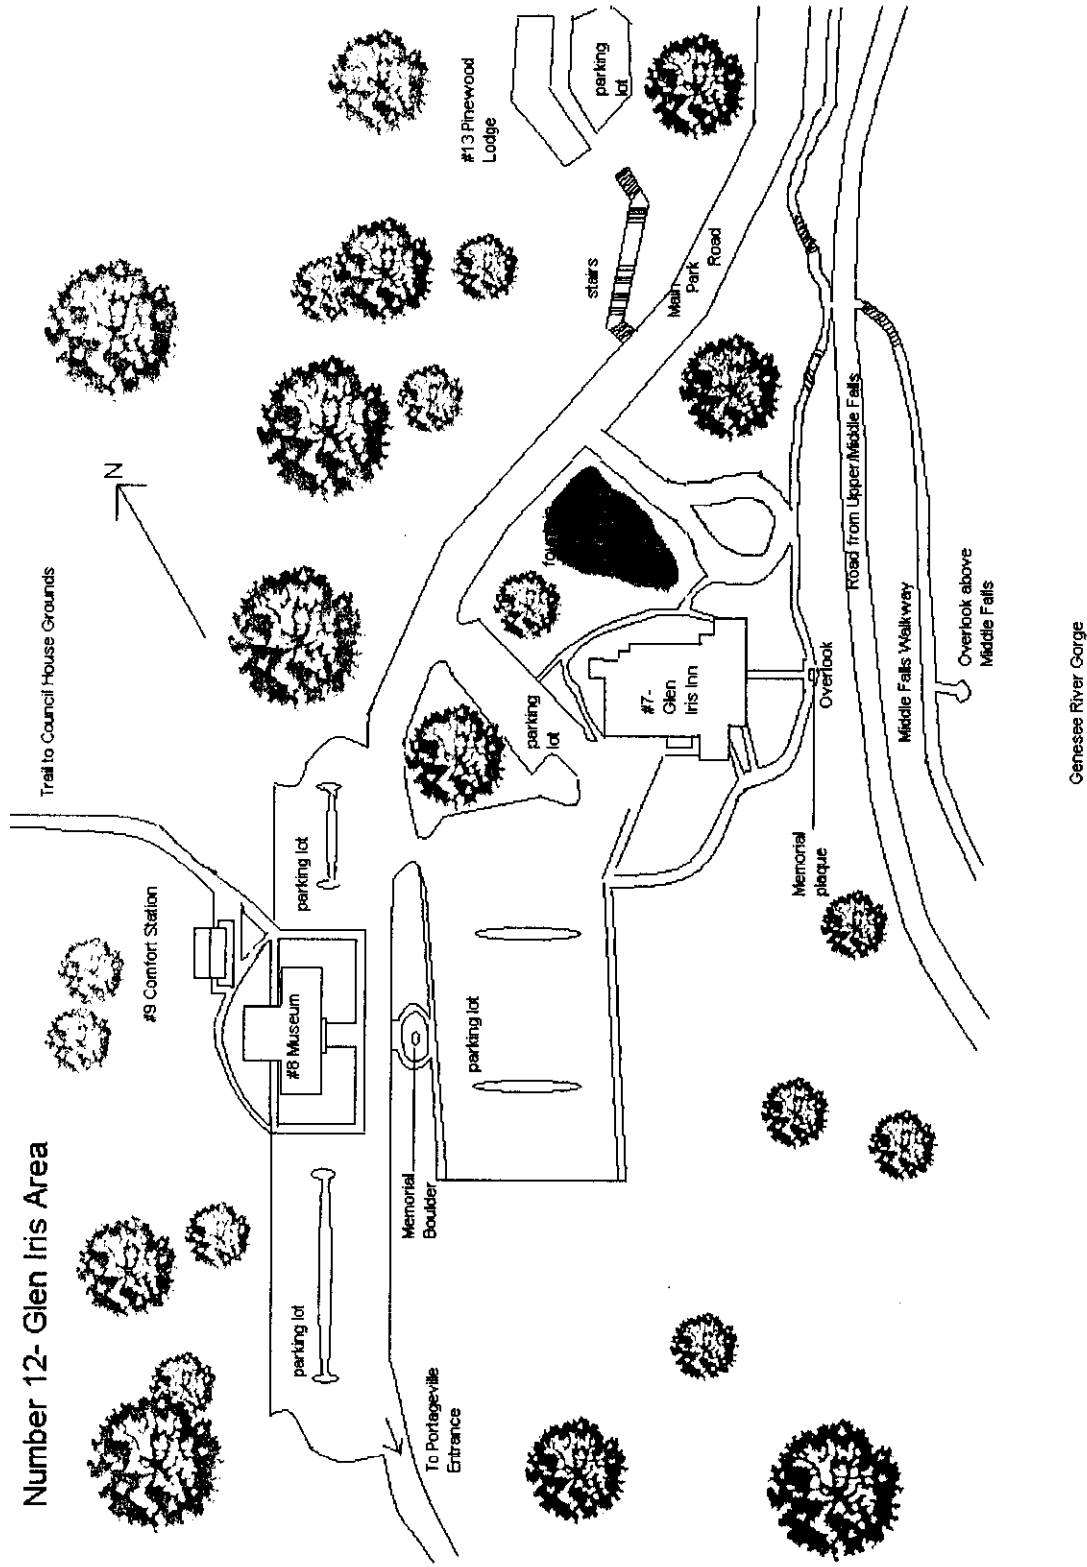 Number 12- Glen Iris Area
Trail to Council House Grounds
N
#9 Comfort Station
parking lot
#8 Museum
parking lot
Memorial
Boulder
To Portageville
Entrance
#13 Pinewood
Lodge
parking lot
parking
lot
stairs
parking
lot
#7-
Glen
Iris Inn
Main
Park
Road
Memorial
plaque
Overlook
Road from Upper/Middle Falls
Middle Falls Walkway
Overlook above
Middle Falls
Genesee River Gorge